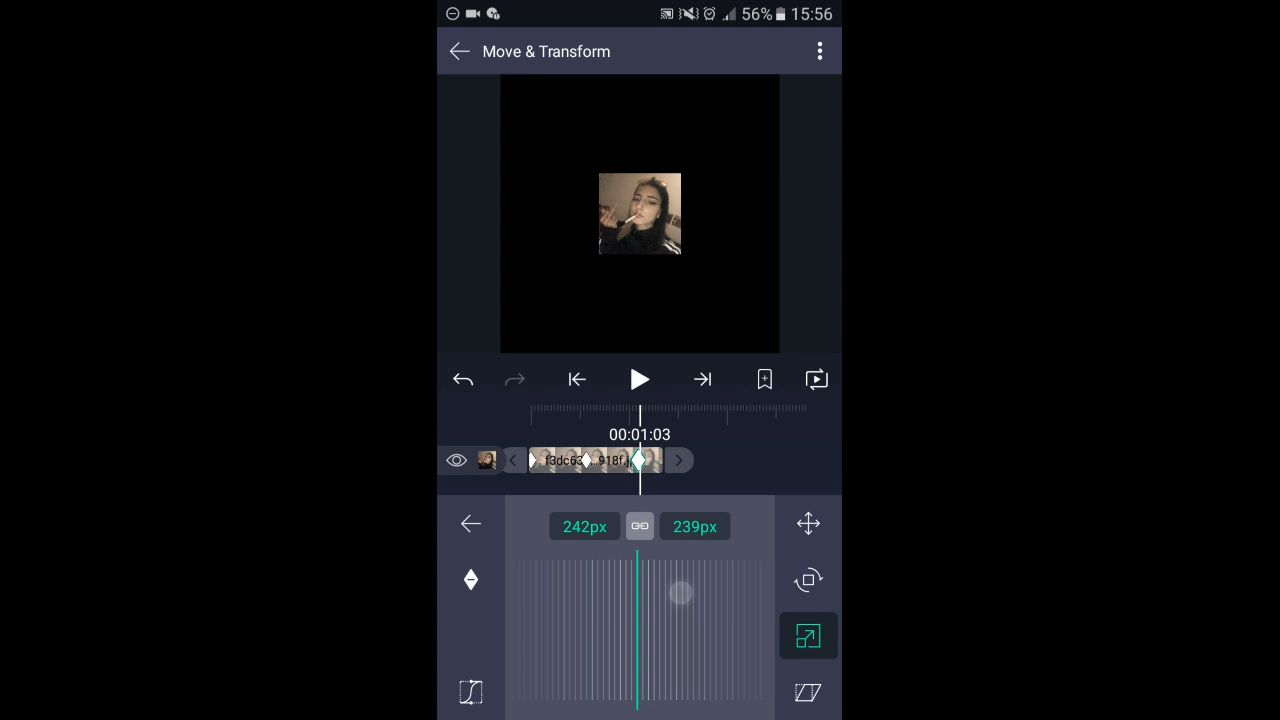 56% 15:56
Move & Transform
00:01:03
f3dc63...918f.j
242px 239px